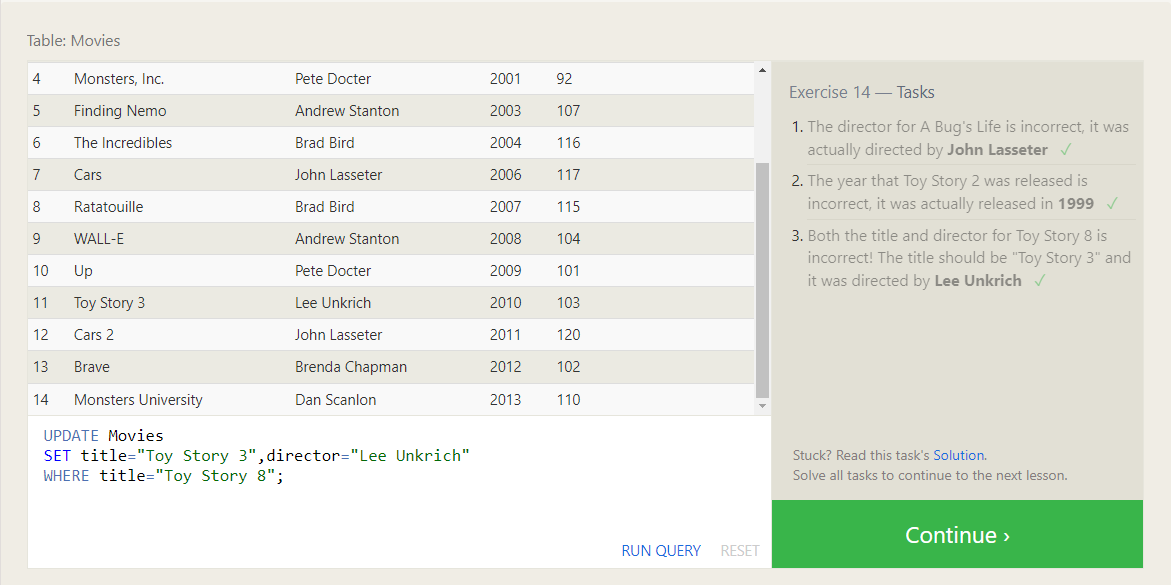 Table: Movies
4 Monsters, Inc. Pete Docter 2001 92
5 Finding Nemo Andrew Stanton 2003 107
6 The Incredibles Brad Bird 2004 116
7 Cars John Lasseter 2006 117
8 Ratatouille Brad Bird 2007 115
9 WALL-E Andrew Stanton 2008 104
10 Up Pete Docter 2009 101
11 Toy Story 3 Lee Unkrich 2010 103
12 Cars 2 John Lasseter 2011 120
13 Brave Brenda Chapman 2012 102
14 Monsters University Dan Scanlon 2013 110
UPDATE Movies
SET title="Toy Story 3",director="Lee Unkrich"
WHERE title="Toy Story 8";
RUN QUERY RESET
Exercise 14 — Tasks
1. The director for A Bug's Life is incorrect, it was
actually directed by John Lasseter ✓
2. The year that Toy Story 2 was released is
incorrect, it was actually released in 1999 ✓
3. Both the title and director for Toy Story 8 is
incorrect! The title should be "Toy Story 3" and
it was directed by Lee Unkrich ✓
Stuck? Read this task's Solution.
Solve all tasks to continue to the next lesson.
Continue ›